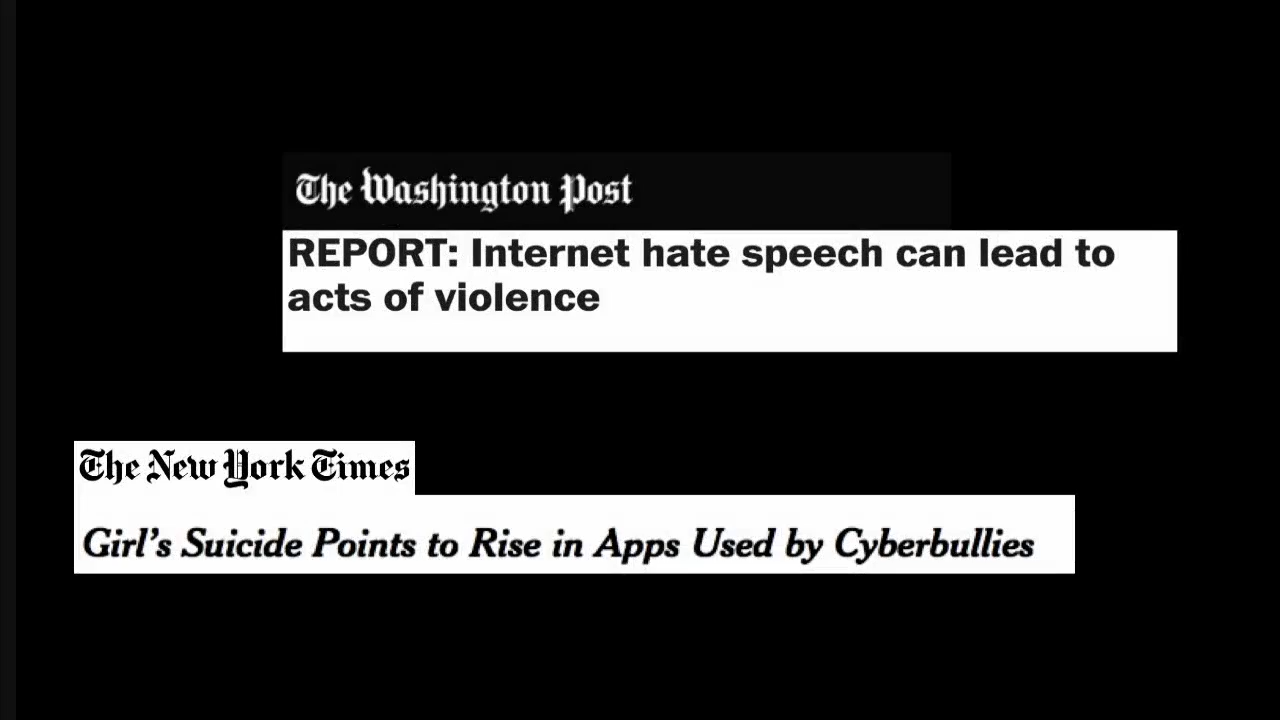 The Washington Post
REPORT: Internet hate speech can lead to
acts of violence
The New York Times
Girl's Suicide Points to Rise in Apps Used by Cyberbullies